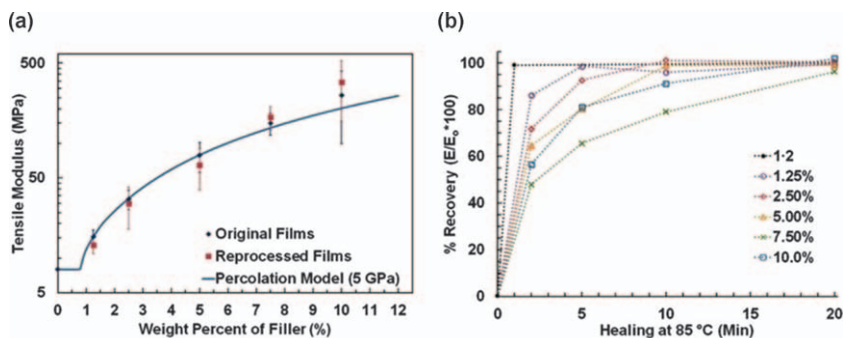 (a)
Tensile Modulus (MPa)
500
50
5
Original Films
Reprocessed Films
Percolation Model (5 GPa)
0 1 2 3 4 5 6 7 8 9 10 11 12
Weight Percent of Filler (%)
(b)
% Recovery (E/Eo*100)
100
80
60
40
20
0
1·2
1.25%
2.50%
5.00%
7.50%
10.0%
0 5 10 20
Healing at 85 °C (Min)